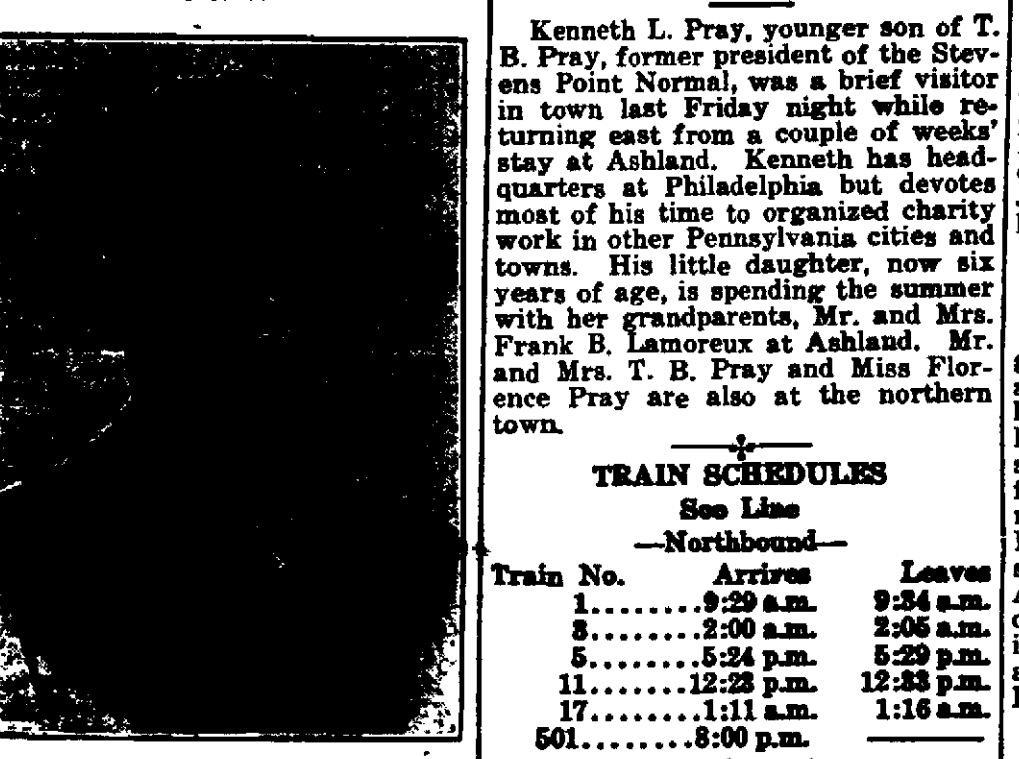 Kenneth L. Pray, younger son of T.
B. Pray, former president of the Stev-
ens Point Normal, was a brief visitor
in town last Friday night while re-
turning east from a couple of weeks'
stay at Ashland. Kenneth has head-
quarters at Philadelphia but devotes
most of his time to organized charity
work in other Pennsylvania cities and
towns. His little daughter, now six
years of age, is spending the summer
with her grandparents, Mr. and Mrs.
Frank B. Lamoreux at Ashland. Mr.
and Mrs. T. B. Pray and Miss Flor-
ence Pray are also at the northern
town.
TRAIN SCHEDULES
Soo Line
—Northbound—
Train No. Arrives Leaves
1........9:29 a.m. 9:34 a.m.
3........2:00 a.m. 2:05 a.m.
5........5:24 p.m. 5:29 p.m.
11.......12:28 p.m. 12:33 p.m.
17........1:11 a.m. 1:16 a.m.
501........8:00 p.m.